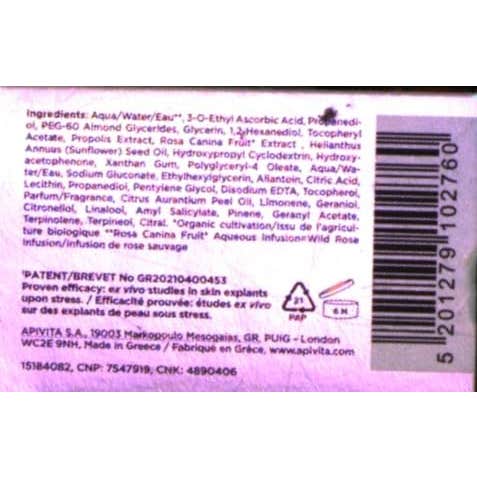 Ingredients: Aqua/Water/Eau**, 3-O-Ethyl Ascorbic Acid, Propanedi-
ol, PEG-60 Almond Glycerides, Glycerin, 1,2-Hexanediol, Tocopheryl
Acetate, Propolis Extract, Rosa Canina Fruit* Extract , Helianthus
Annuus (Sunflower) Seed Oil, Hydroxypropyl Cyclodextrin, Hydroxy-
acetophenone, Xanthan Gum, Polyglyceryl-4 Oleate, Aqua/Wa-
ter/Eau, Sodium Gluconate, Ethylhexylglycerin, Allantoin, Citric Acid,
Lecithin, Propanediol, Pentylene Glycol, Disodium EDTA, Tocopherol,
Parfum/Fragrance, Citrus Aurantium Peel Oil, Limonene, Geraniol,
Citronellol, Linalool, Amyl Salicylate, Pinene, Geranyl Acetate,
Terpinolene, Terpineol, Citral. *Organic cultivation/Issu de l'agricul-
ture biologique **Rosa Canina Fruit* Aqueous Infusion=Wild Rose
Infusion/Infusion de rose sauvage
¹PATENT/BREVET No GR20210400453
Proven efficacy: ex vivo studies in skin explants
upon stress. / Efficacité prouvée: études ex vivo
sur des explants de peau sous stress.
21
PAP
6 M
APIVITA S.A., 19003 Markopoulo Mesogaias, GR, PUIG - London
WC2E 9NH, Made in Greece / Fabriqué en Grèce, www.apivita.com
15184082, CNP: 7547919, CNK: 4890406
5 201279 102760